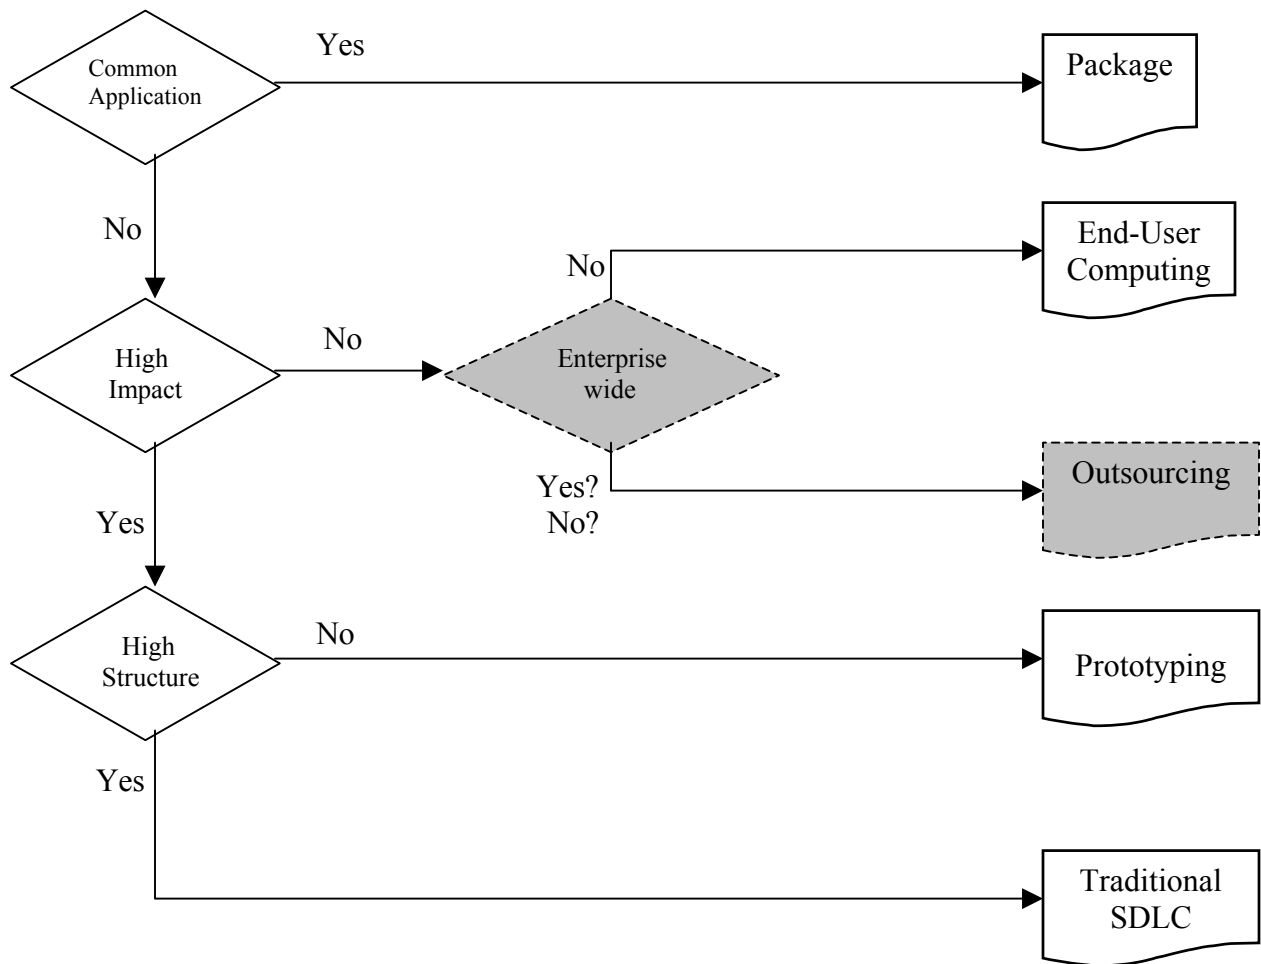 Yes
Common
Application
Package
No
End-User
Computing
No
High
Impact
No
Enterprise
wide
Yes?
No?
Outsourcing
Yes
High
Structure
No
Prototyping
Yes
Traditional
SDLC